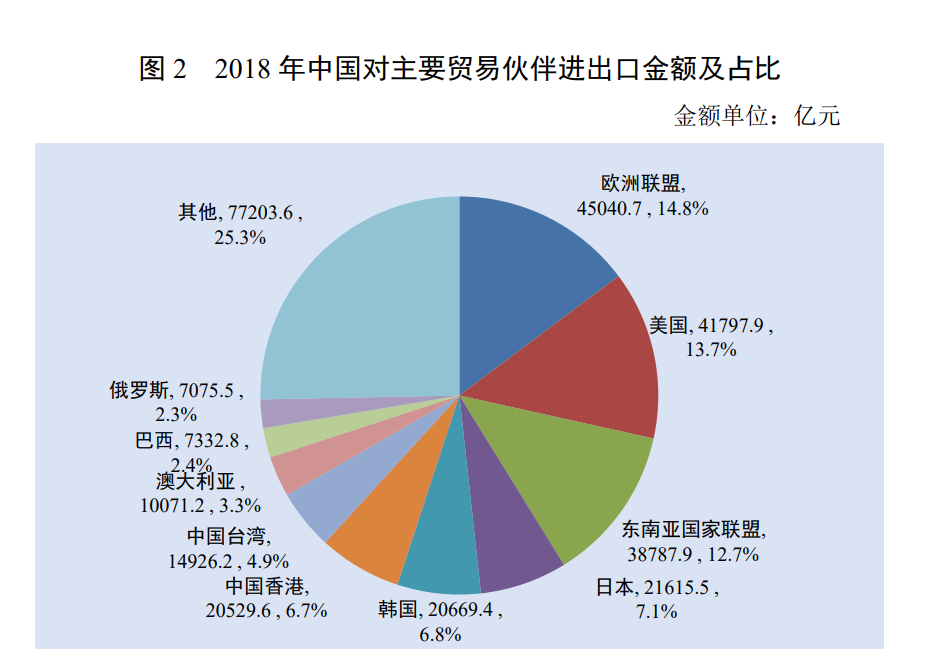 图 2 2018 年中国对主要贸易伙伴进出口金额及占比
金额单位：亿元
欧洲联盟,
45040.7 , 14.8%
其他, 77203.6 ,
25.3%
美国, 41797.9 ,
13.7%
俄罗斯, 7075.5 ,
2.3%
巴西, 7332.8 ,
2.4%
澳大利亚 ,
10071.2 , 3.3%
东南亚国家联盟,
38787.9 , 12.7%
中国台湾,
14926.2 , 4.9%
中国香港,
20529.6 , 6.7%
日本, 21615.5 ,
7.1%
韩国, 20669.4 ,
6.8%